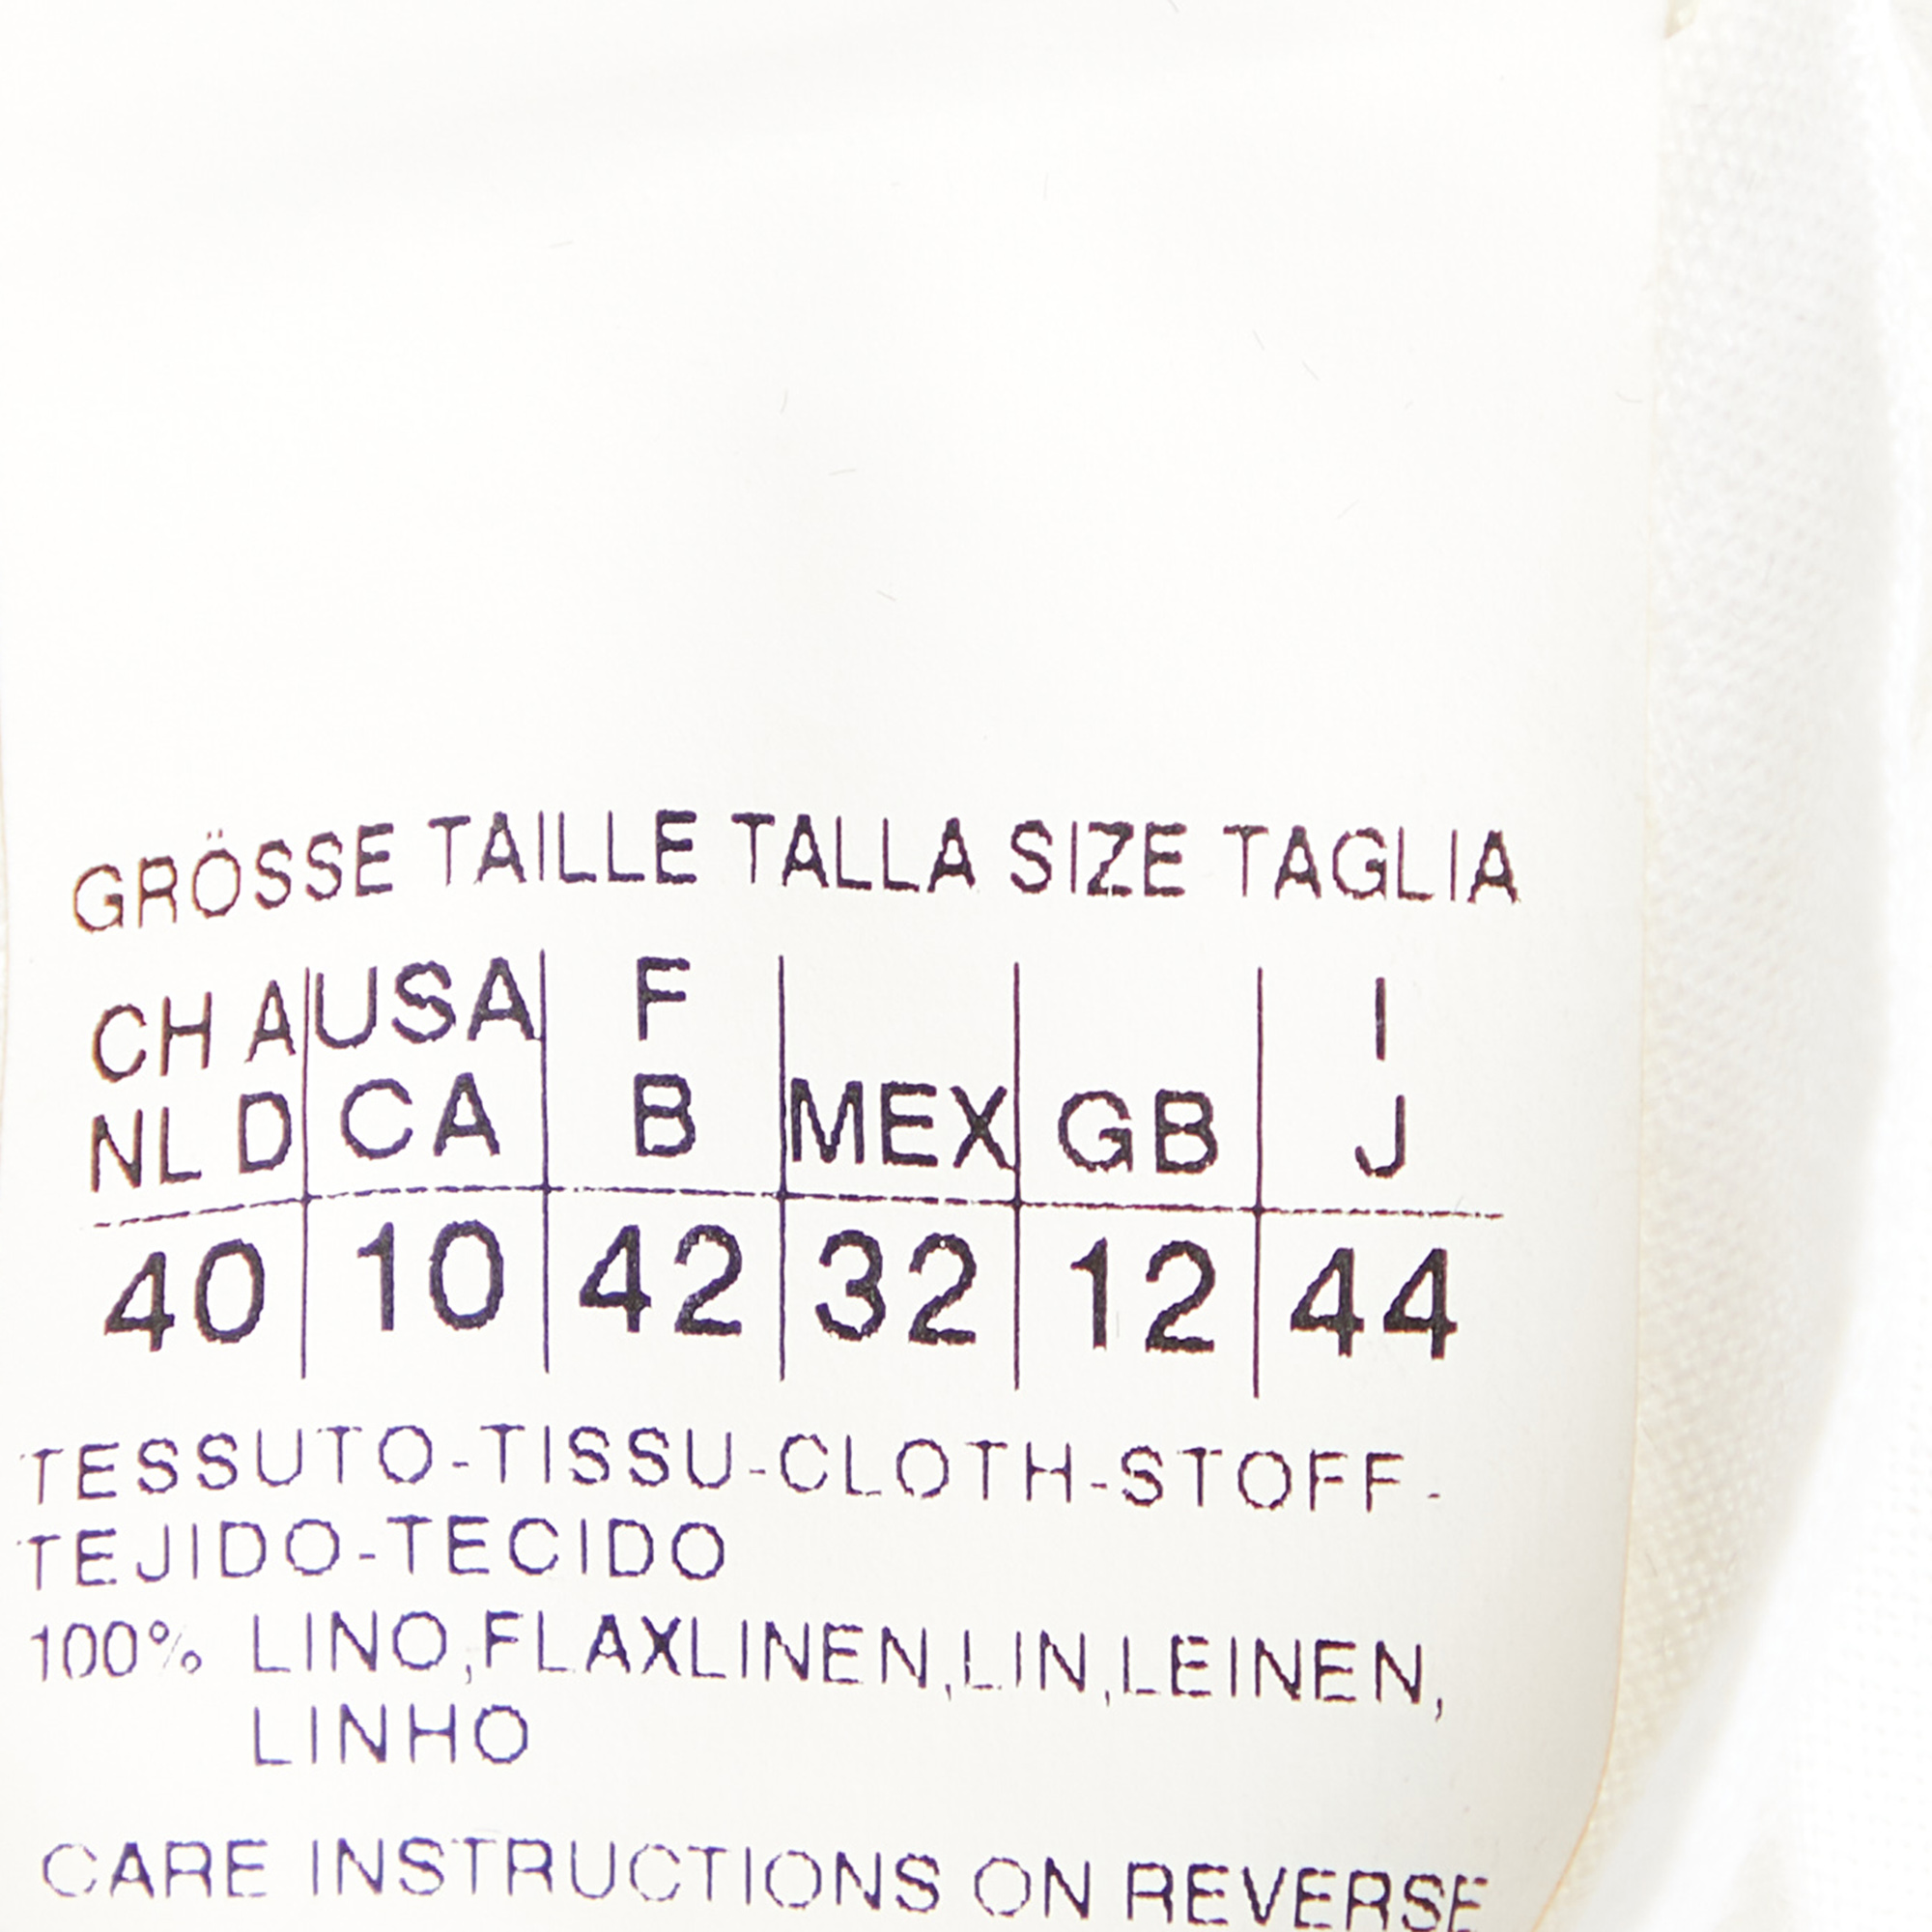 GRÖSSE TAILLE TALLA SIZE TAGLIA
CH A USA F I
NL D CA B MEX GB J
40 10 42 32 12 44
TESSUTO-TISSU-CLOTH-STOFF-
TEJIDO-TECIDO
100% LINO,FLAXLINEN,LIN,LEINEN,
LINHO
CARE INSTRUCTIONS ON REVERSE